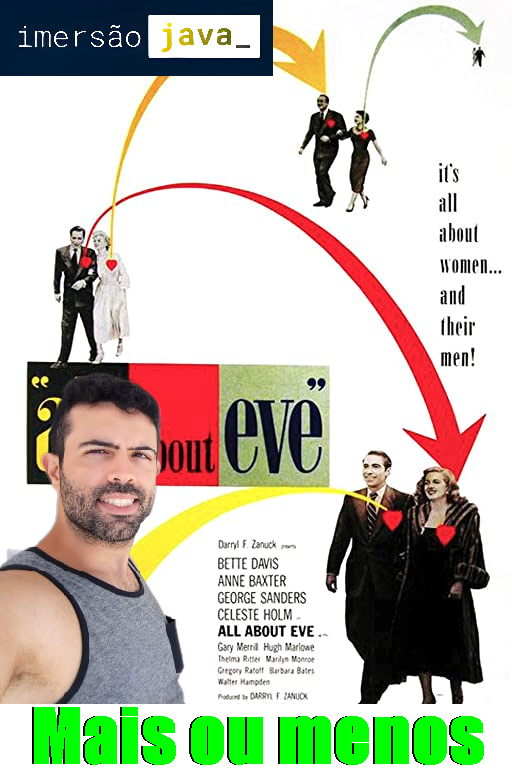 imersão java_
it's
all
about
women...
and
their
men!
"a
bout eve"
Darryl F. Zanuck presents
BETTE DAVIS
ANNE BAXTER
GEORGE SANDERS
CELESTE HOLM
ALL ABOUT EVE
Gary Merrill Hugh Marlowe
Thelma Ritter Marilyn Monroe
Gregory Ratoff Barbara Bates
Walter Hampden
Produced by DARRYL F. ZANUCK
Mais ou menos